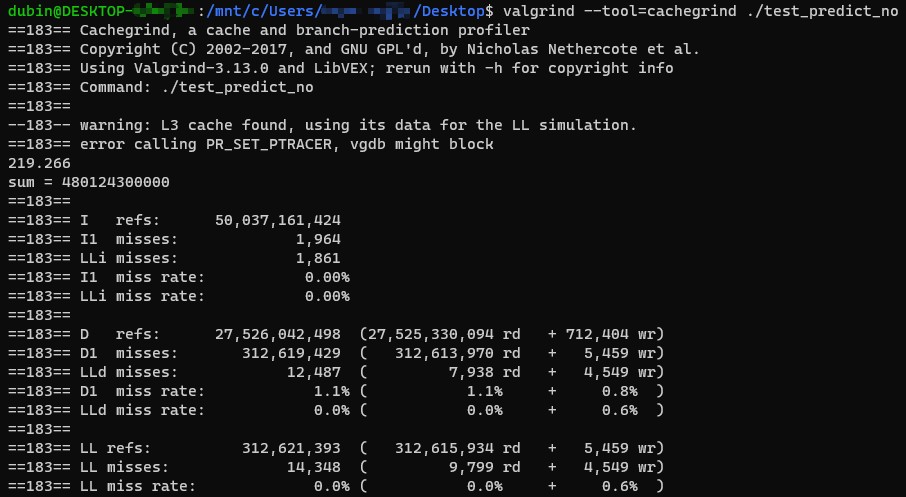 dubin@DESKTOP- :/mnt/c/Users/ /Desktop$ valgrind --tool=cachegrind ./test_predict_no
==183== Cachegrind, a cache and branch-prediction profiler
==183== Copyright (C) 2002-2017, and GNU GPL'd, by Nicholas Nethercote et al.
==183== Using Valgrind-3.13.0 and LibVEX; rerun with -h for copyright info
==183== Command: ./test_predict_no
==183==
--183-- warning: L3 cache found, using its data for the LL simulation.
==183== error calling PR_SET_PTRACER, vgdb might block
219.266
sum = 480124300000
==183==
==183== I   refs:      50,037,161,424
==183== I1  misses:             1,964
==183== LLi misses:             1,861
==183== I1  miss rate:           0.00%
==183== LLi miss rate:           0.00%
==183==
==183== D   refs:      27,526,042,498  (27,525,330,094 rd   + 712,404 wr)
==183== D1  misses:       312,619,429  (   312,613,970 rd   +   5,459 wr)
==183== LLd misses:            12,487  (         7,938 rd   +   4,549 wr)
==183== D1  miss rate:            1.1% (           1.1%     +     0.8%  )
==183== LLd miss rate:            0.0% (           0.0%     +     0.6%  )
==183==
==183== LL refs:          312,621,393  (   312,615,934 rd   +   5,459 wr)
==183== LL misses:             14,348  (         9,799 rd   +   4,549 wr)
==183== LL miss rate:             0.0% (           0.0%     +     0.6%  )